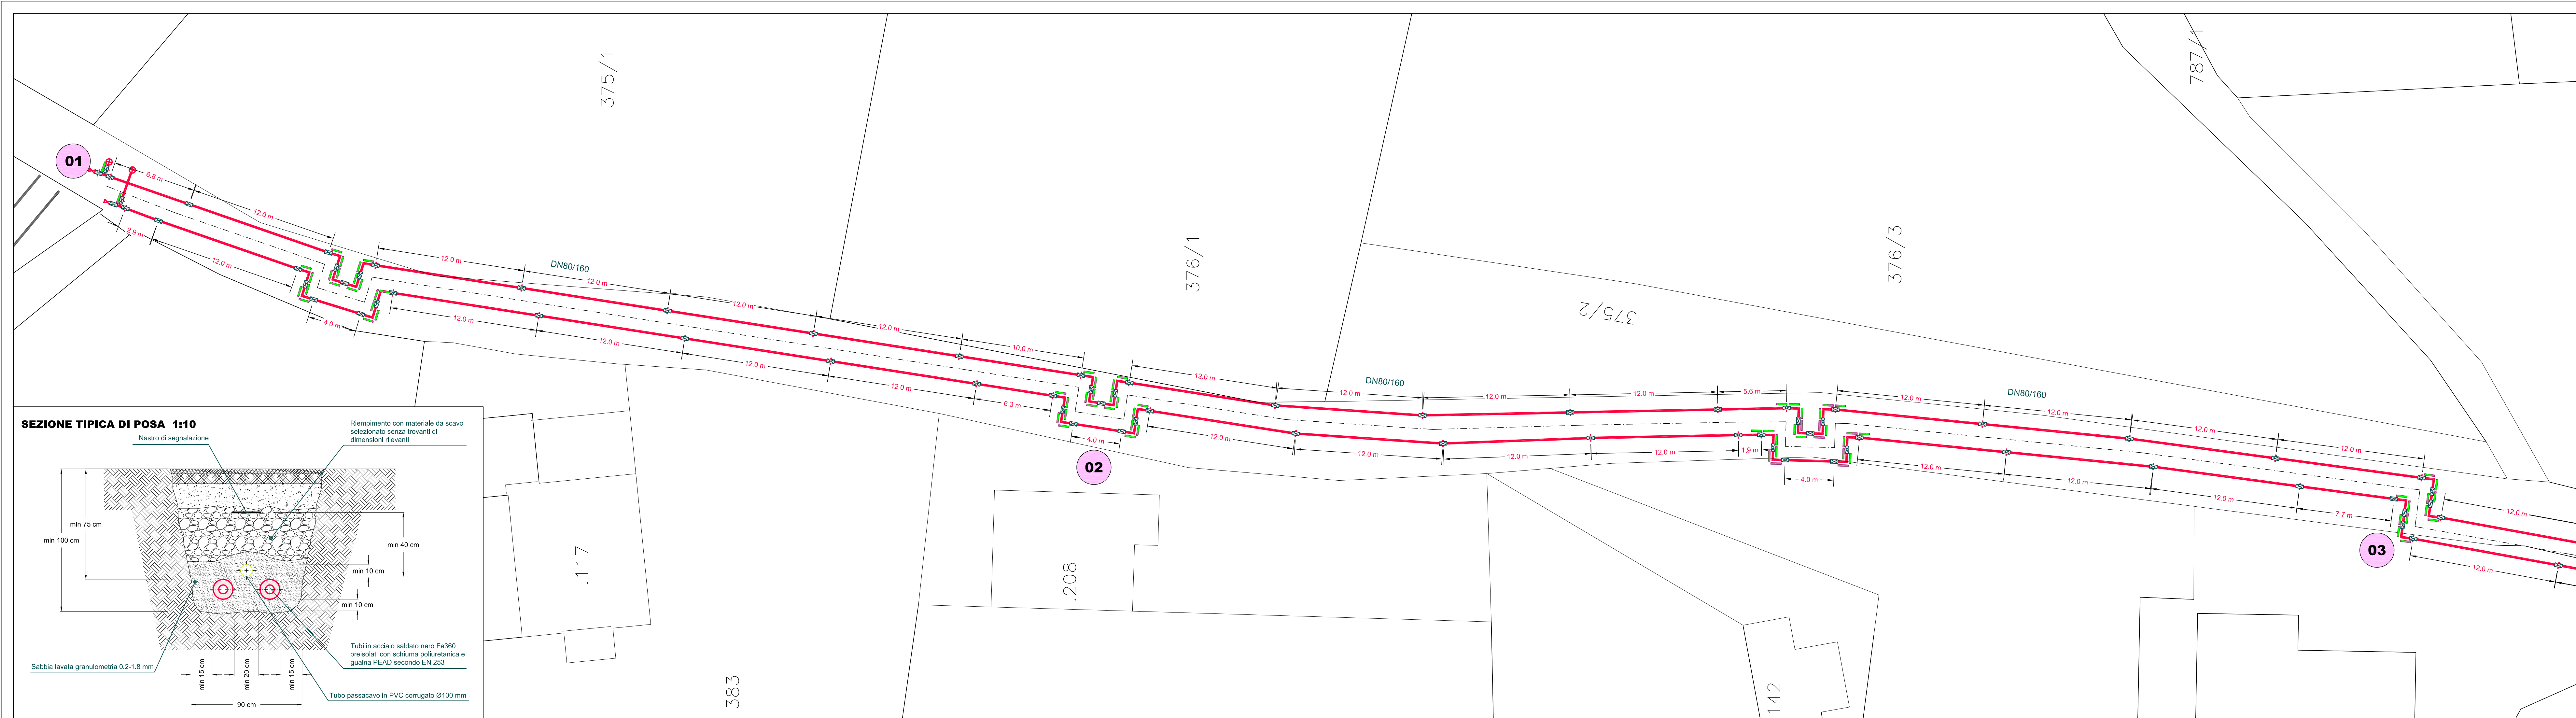 375/1
787/1
01
6.8 m
12.0 m
2.9 m
12.0 m
4.0 m
12.0 m
DN80/160
12.0 m
12.0 m
12.0 m
10.0 m
12.0 m
12.0 m
12.0 m
12.0 m
6.3 m
4.0 m
02
376/1
12.0 m
DN80/160
12.0 m
12.0 m
12.0 m
5.6 m
12.0 m
12.0 m
12.0 m
12.0 m
1.9 m
4.0 m
375/2
376/3
12.0 m
DN80/160
12.0 m
12.0 m
12.0 m
12.0 m
12.0 m
12.0 m
7.7 m
03
12.0 m
12.0 m
.117
.208
383
142
SEZIONE TIPICA DI POSA 1:10
Nastro di segnalazione
Riempimento con materiale da scavo
selezionato senza trovanti di
dimensioni rilevanti
min 75 cm
min 100 cm
min 40 cm
min 10 cm
min 10 cm
Tubi in acciaio saldato nero Fe360
preisolati con schiuma poliuretanica e
guaina PEAD secondo EN 253
Sabbia lavata granulometria 0.2-1,8 mm
min 15 cm
min 20 cm
min 15 cm
Tubo passacavo in PVC corrugato Ø100 mm
90 cm